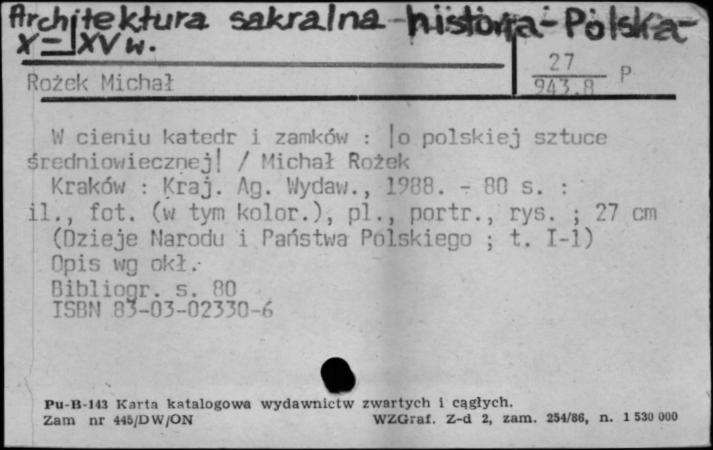 Architektura sakralna - historia - Polska -
X - XV w.
Rożek Michał
27
943.8 P
W cieniu katedr i zamków : |o polskiej sztuce
średniowiecznej| / Michał Rożek
Kraków : Kraj. Ag. Wydaw., 1988. - 80 s. :
il., fot. (w tym kolor.), pl., portr., rys. ; 27 cm
(Dzieje Narodu i Państwa Polskiego ; t. I-1)
Opis wg okł.
Bibliogr. s. 80
ISBN 83-03-02330-6
Pu-B-143 Karta katalogowa wydawnictw zwartych i cągłych.
Zam nr 445/DW/ON WZGraf. Z-d 2, zam. 254/86, n. 1 530 000